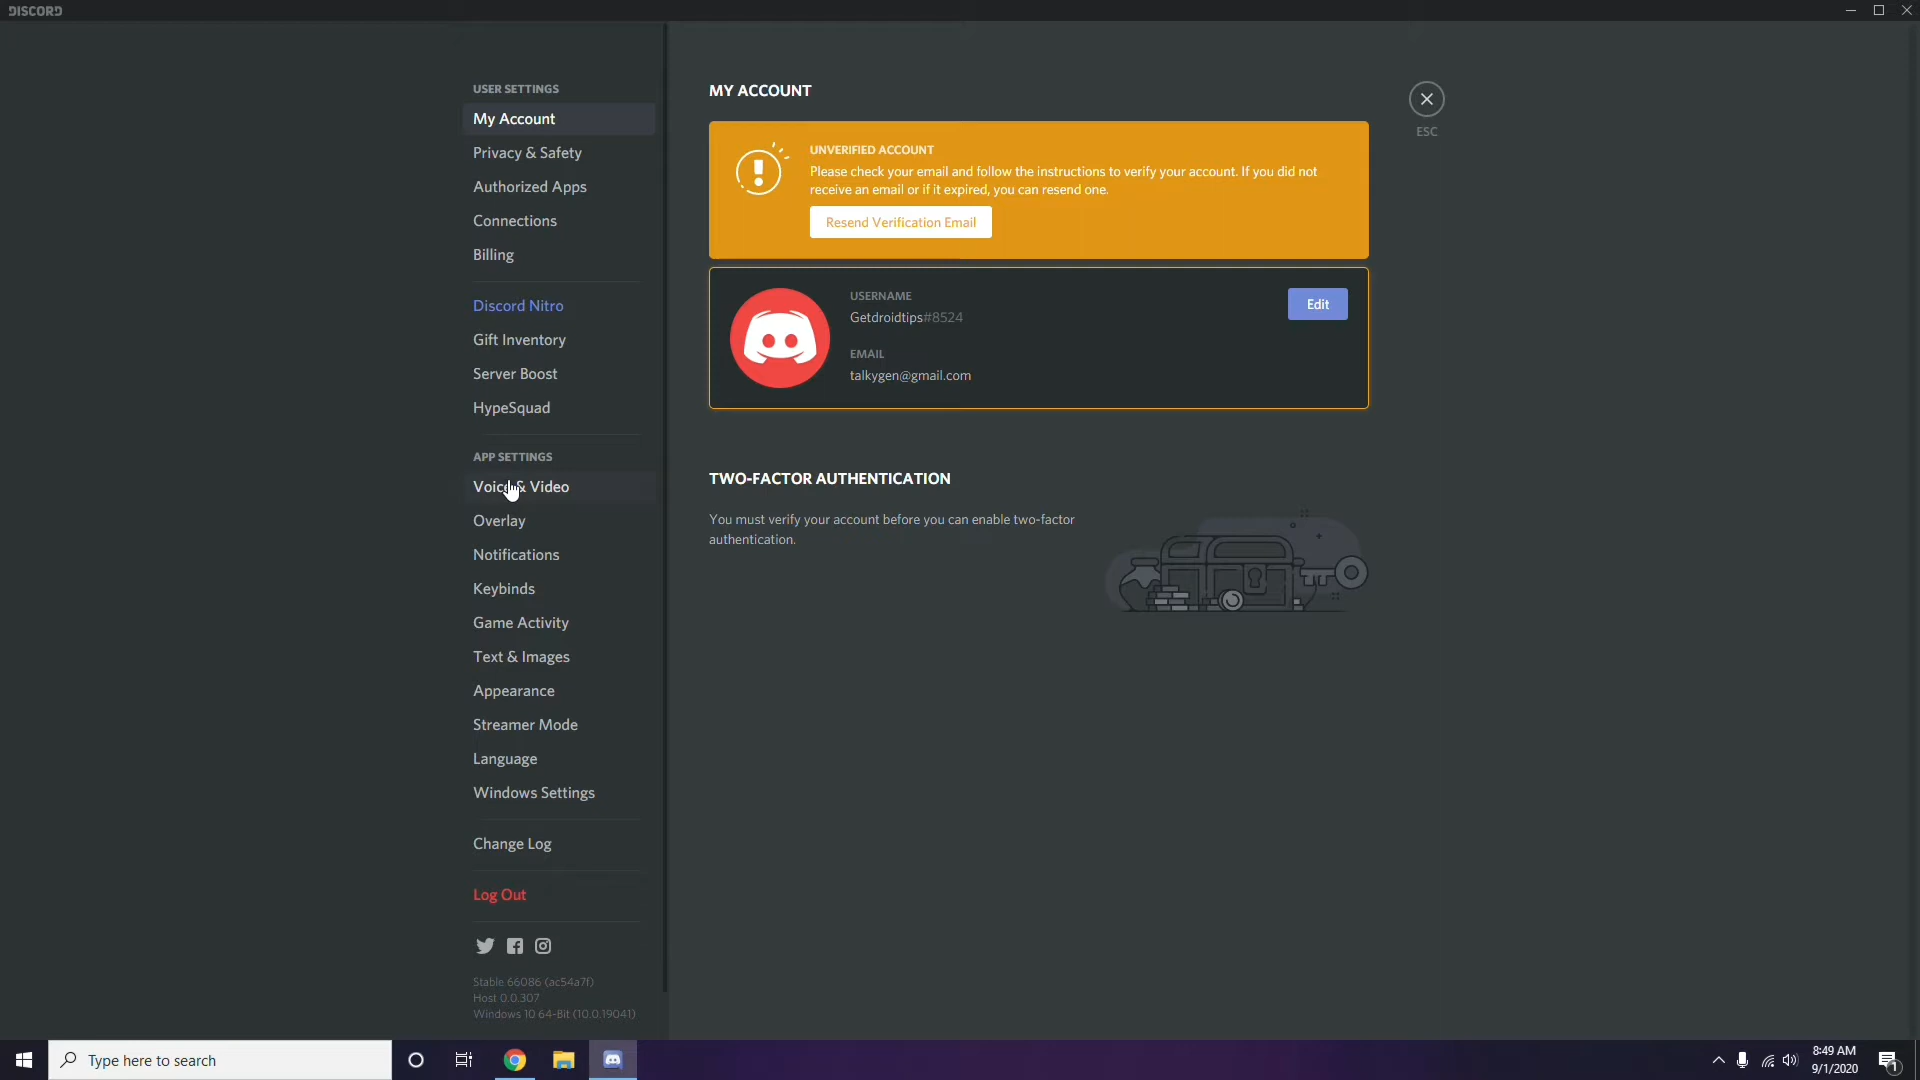 DISCORD
USER SETTINGS
My Account
Privacy & Safety
Authorized Apps
Connections
Billing
Discord Nitro
Gift Inventory
Server Boost
HypeSquad
APP SETTINGS
Voice & Video
Overlay
Notifications
Keybinds
Game Activity
Text & Images
Appearance
Streamer Mode
Language
Windows Settings
Change Log
Log Out
Stable 66086 (ac54a7f)
Host 0.0.307
Windows 10 64-Bit (10.0.19041)
MY ACCOUNT
UNVERIFIED ACCOUNT
Please check your email and follow the instructions to verify your account. If you did not
receive an email or if it expired, you can resend one.
Resend Verification Email
USERNAME
Getdroidtips#8524
Edit
EMAIL
talkygen@gmail.com
TWO-FACTOR AUTHENTICATION
You must verify your account before you can enable two-factor
authentication.
ESC
Type here to search
8:49 AM
9/1/2020
1